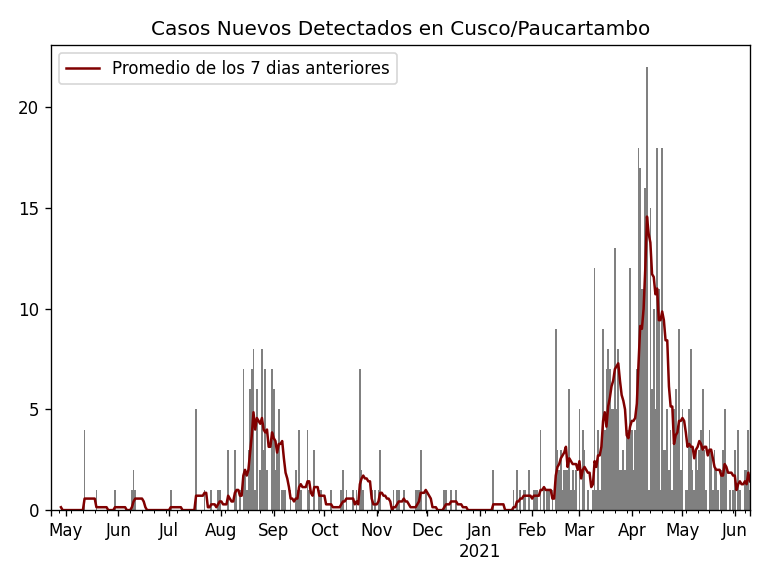 Casos Nuevos Detectados en Cusco/Paucartambo
Promedio de los 7 dias anteriores
20
15
10
5
0
May Jun Jul Aug Sep Oct Nov Dec Jan Feb Mar Apr May Jun
2021